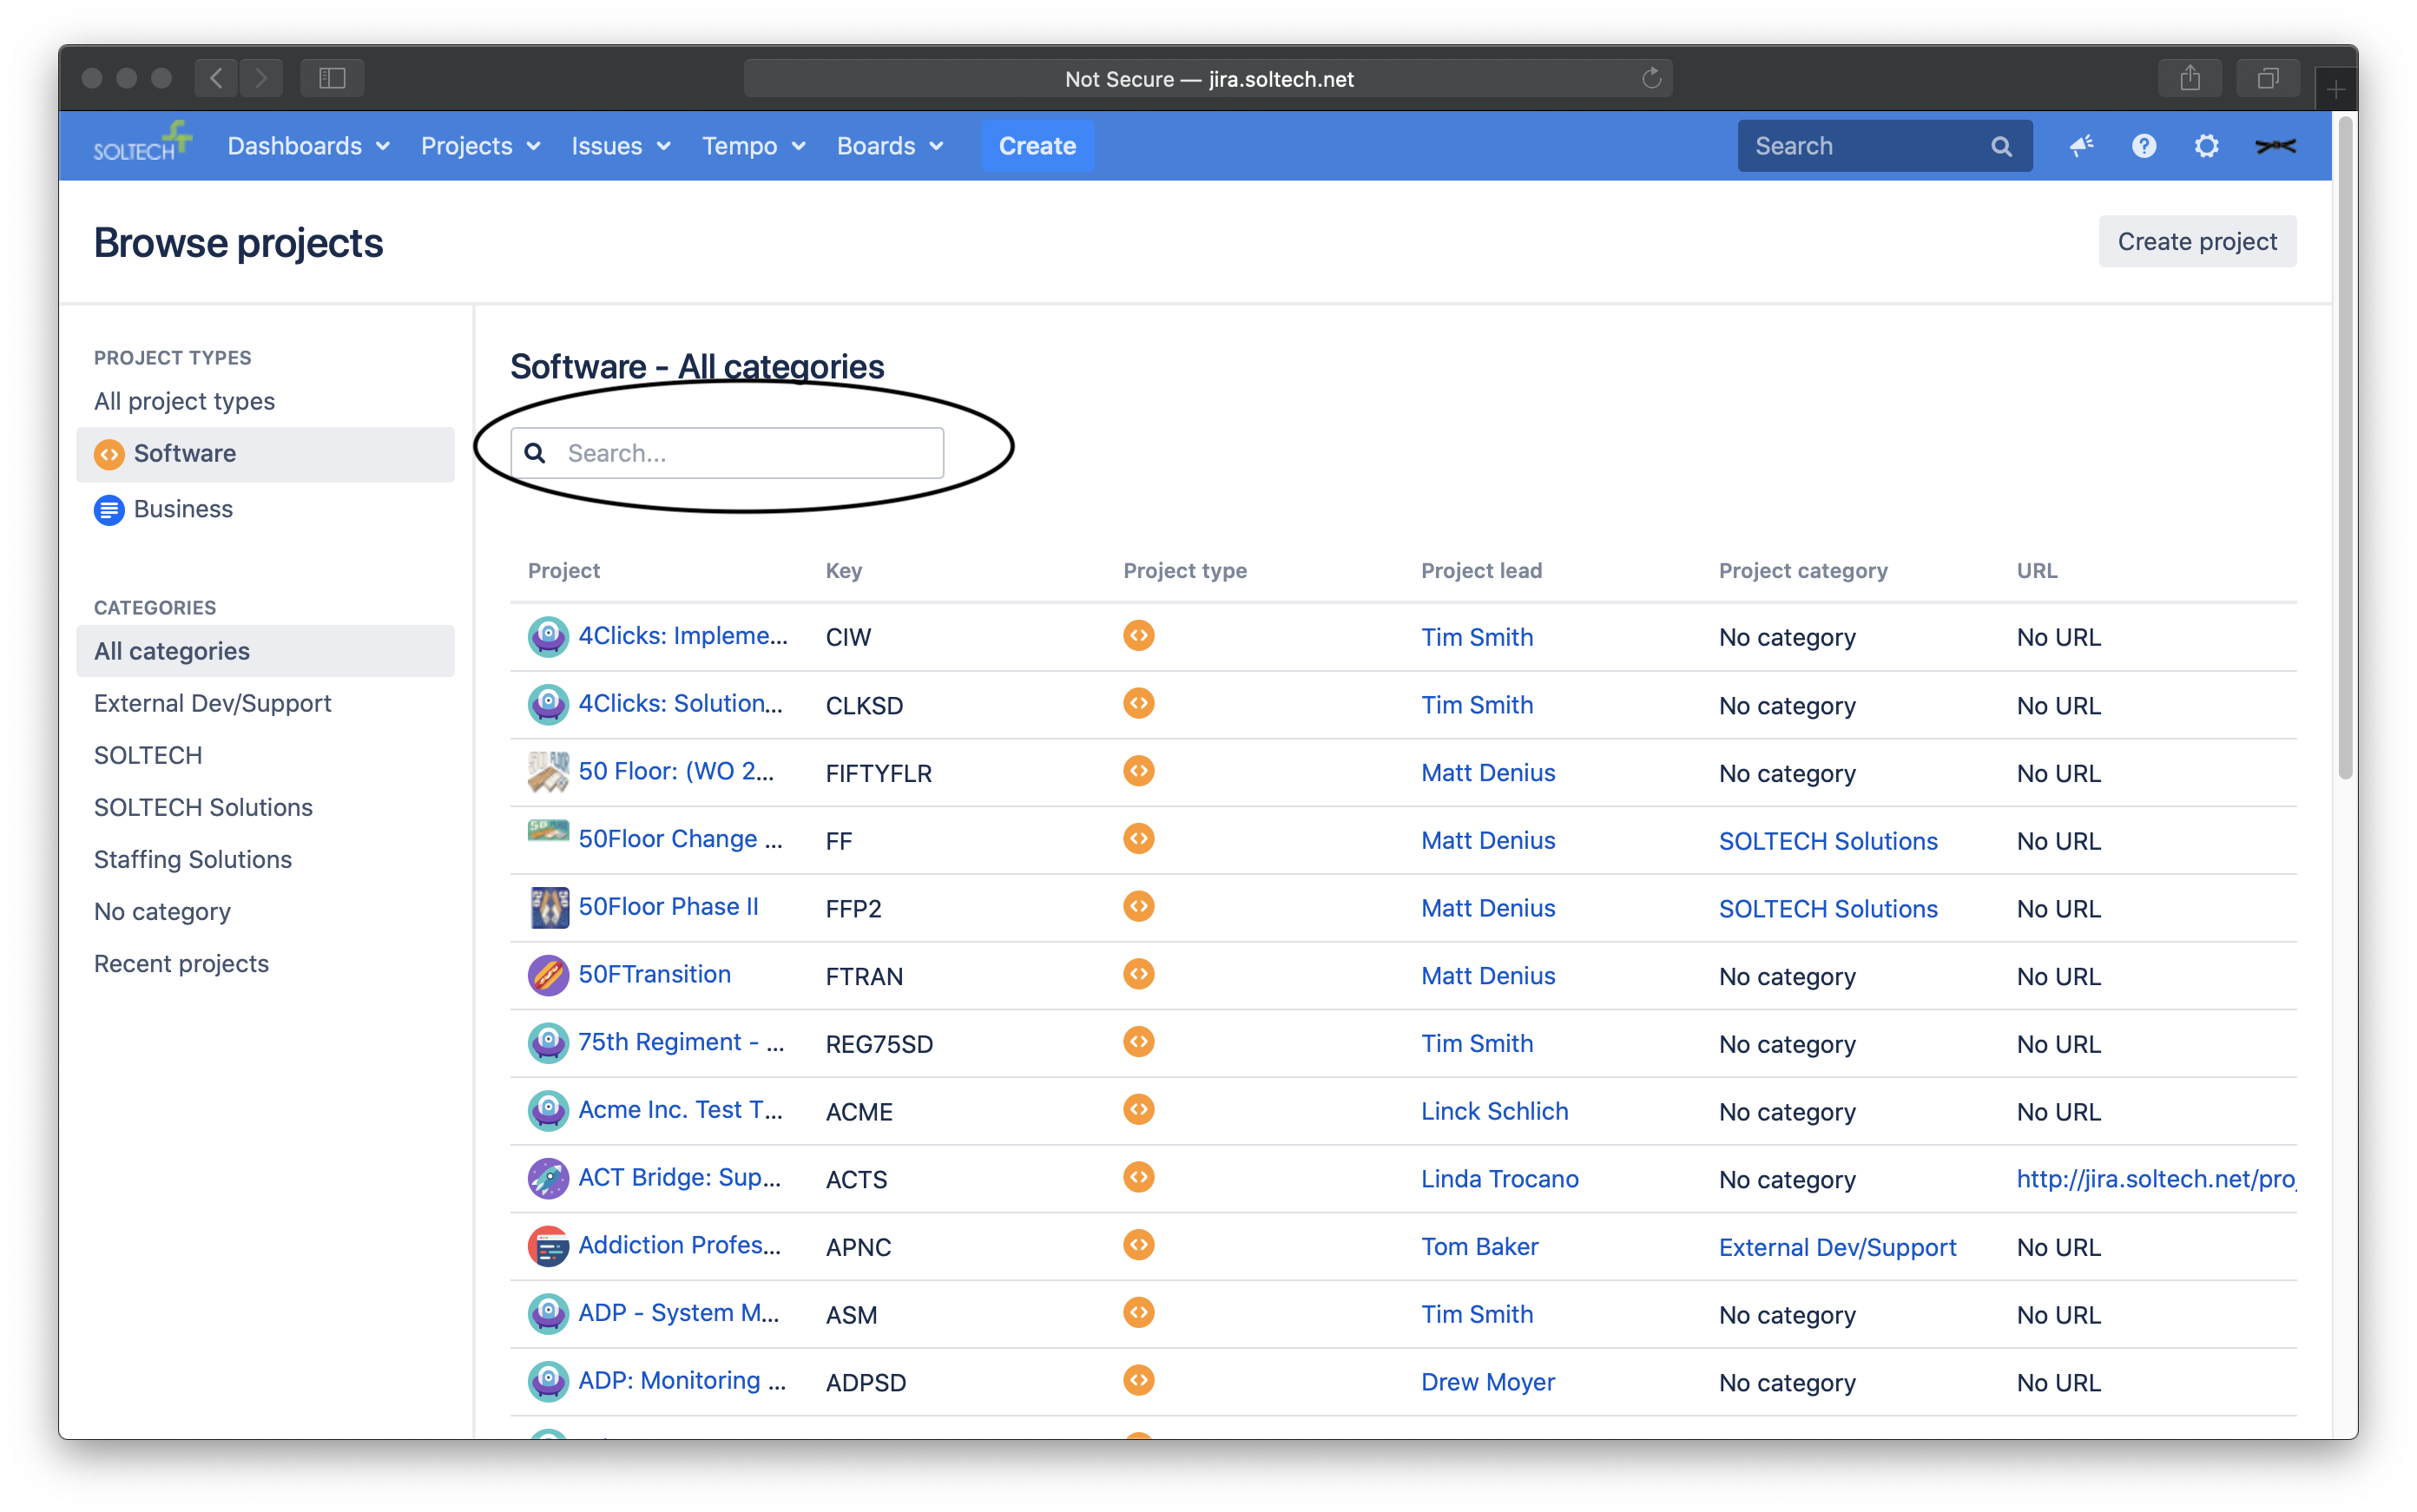 Not Secure — jira.soltech.net
SOLTECH Dashboards Projects Issues Tempo Boards Create Search
Browse projects
Create project
PROJECT TYPES
All project types
Software
Business
CATEGORIES
All categories
External Dev/Support
SOLTECH
SOLTECH Solutions
Staffing Solutions
No category
Recent projects
Software - All categories
Search...
Project Key Project type Project lead Project category URL
4Clicks: Impleme... CIW Tim Smith No category No URL
4Clicks: Solution... CLKSD Tim Smith No category No URL
50 Floor: (WO 2... FIFTYFLR Matt Denius No category No URL
50Floor Change ... FF Matt Denius SOLTECH Solutions No URL
50Floor Phase II FFP2 Matt Denius SOLTECH Solutions No URL
50FTransition FTRAN Matt Denius No category No URL
75th Regiment - ... REG75SD Tim Smith No category No URL
Acme Inc. Test T... ACME Linck Schlich No category No URL
ACT Bridge: Sup... ACTS Linda Trocano No category http://jira.soltech.net/pro
Addiction Profes... APNC Tom Baker External Dev/Support No URL
ADP - System M... ASM Tim Smith No category No URL
ADP: Monitoring ... ADPSD Drew Moyer No category No URL